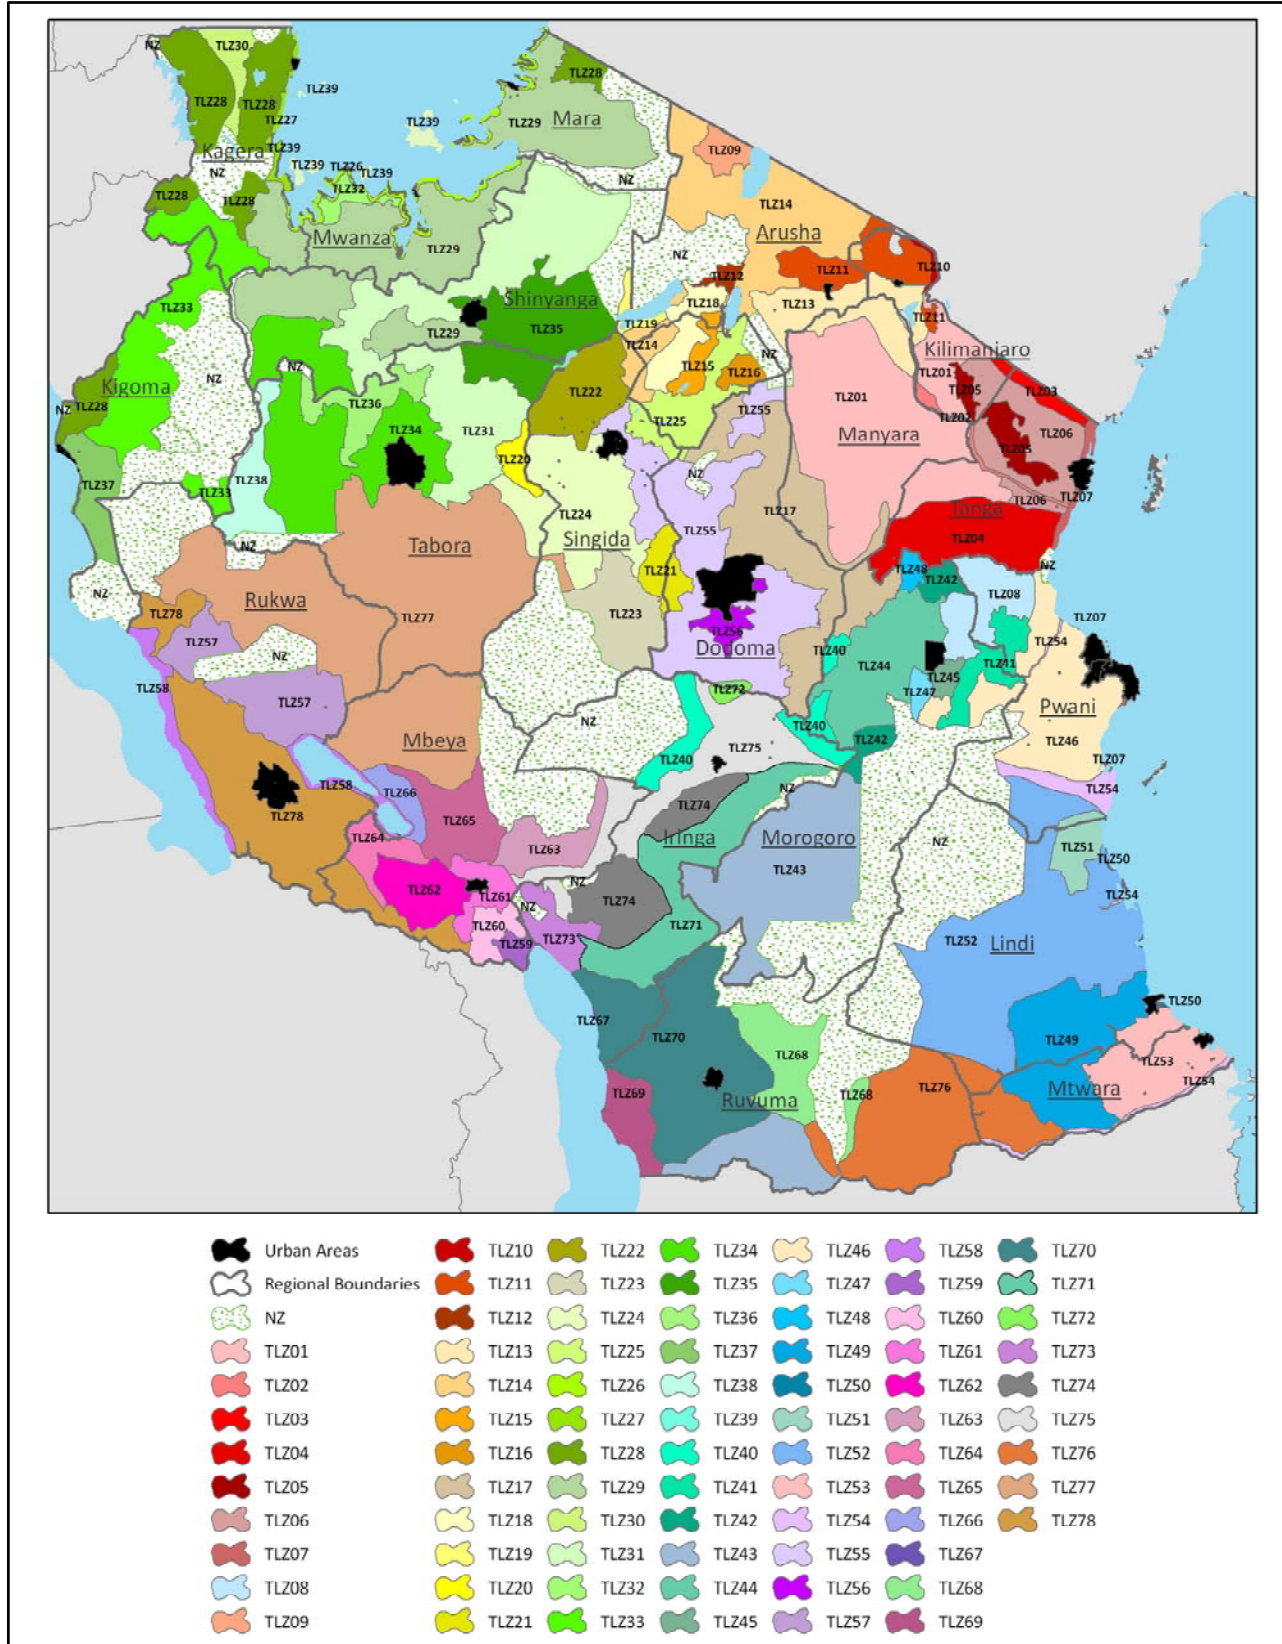 NZ
TLZ30
TLZ28
TLZ28
TLZ39
TLZ28
TLZ28
TLZ27
TLZ39
TLZ29
Mara
Kagera
TLZ39
TLZ39
TLZ26
TLZ39
TLZ09
NZ
TLZ32
NZ
TLZ28
TLZ28
TLZ14
Mwanza
TLZ29
Arusha
NZ
TLZ10
TLZ12
TLZ11
TLZ33
Shinyanga
TLZ18
TLZ13
TLZ11
TLZ29
TLZ35
TLZ19
TLZ14
Kilimanjaro
NZ
NZ
NZ
TLZ15
TLZ16
TLZ01
Kigoma
TLZ22
TLZ05
TLZ03
TLZ01
TLZ36
NZ
TLZ28
TLZ55
TLZ02
TLZ34
TLZ31
TLZ25
Manyara
TLZ06
TLZ05
TLZ20
NZ
TLZ37
TLZ38
TLZ33
TLZ06
TLZ07
TLZ24
TLZ55
TLZ17
Tanga
Tabora
NZ
Singida
TLZ04
NZ
TLZ21
TLZ48
TLZ42
NZ
Rukwa
TLZ08
TLZ78
TLZ77
TLZ23
TLZ07
TLZ57
TLZ56
TLZ54
NZ
Dodoma
TLZ40
TLZ44
TLZ41
TLZ45
TLZ58
TLZ72
TLZ47
TLZ57
Pwani
NZ
TLZ40
Mbeya
TLZ75
TLZ42
TLZ46
TLZ40
TLZ07
TLZ58
TLZ66
NZ
TLZ54
TLZ78
TLZ65
TLZ74
TLZ64
Iringa
Morogoro
NZ
TLZ63
TLZ51
TLZ50
TLZ43
NZ
TLZ62
TLZ61
TLZ74
TLZ54
NZ
TLZ60
TLZ71
TLZ59
TLZ73
TLZ52
Lindi
TLZ50
TLZ67
TLZ70
TLZ49
TLZ68
TLZ53
TLZ54
TLZ69
Ruvuma
TLZ68
TLZ76
Mtwara
Urban Areas
Regional Boundaries
NZ
TLZ01
TLZ02
TLZ03
TLZ04
TLZ05
TLZ06
TLZ07
TLZ08
TLZ09
TLZ10
TLZ11
TLZ12
TLZ13
TLZ14
TLZ15
TLZ16
TLZ17
TLZ18
TLZ19
TLZ20
TLZ21
TLZ22
TLZ23
TLZ24
TLZ25
TLZ26
TLZ27
TLZ28
TLZ29
TLZ30
TLZ31
TLZ32
TLZ33
TLZ34
TLZ35
TLZ36
TLZ37
TLZ38
TLZ39
TLZ40
TLZ41
TLZ42
TLZ43
TLZ44
TLZ45
TLZ46
TLZ47
TLZ48
TLZ49
TLZ50
TLZ51
TLZ52
TLZ53
TLZ54
TLZ55
TLZ56
TLZ57
TLZ58
TLZ59
TLZ60
TLZ61
TLZ62
TLZ63
TLZ64
TLZ65
TLZ66
TLZ67
TLZ68
TLZ69
TLZ70
TLZ71
TLZ72
TLZ73
TLZ74
TLZ75
TLZ76
TLZ77
TLZ78